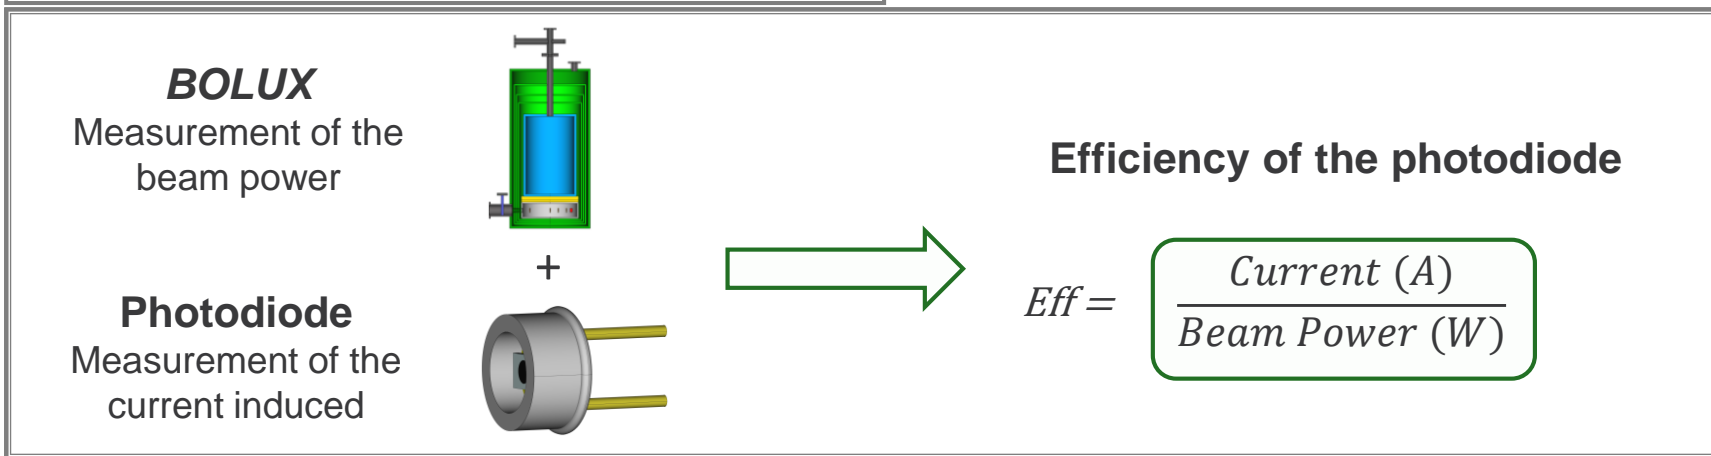 BOLUX
Measurement of the
beam power
+
Photodiode
Measurement of the
current induced
Efficiency of the photodiode
Eff =
Current (A)
Beam Power (W)